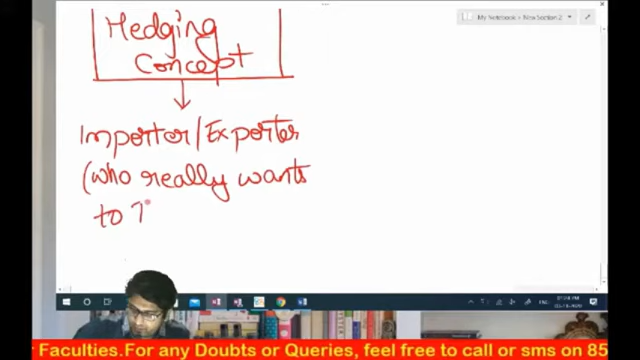 My Notebook • New Section 2
Hedging
Concept
Importer/Exporter
(who really wants
to
ENG
Faculties.For any Doubts or Queries, feel free to call or sms on 85